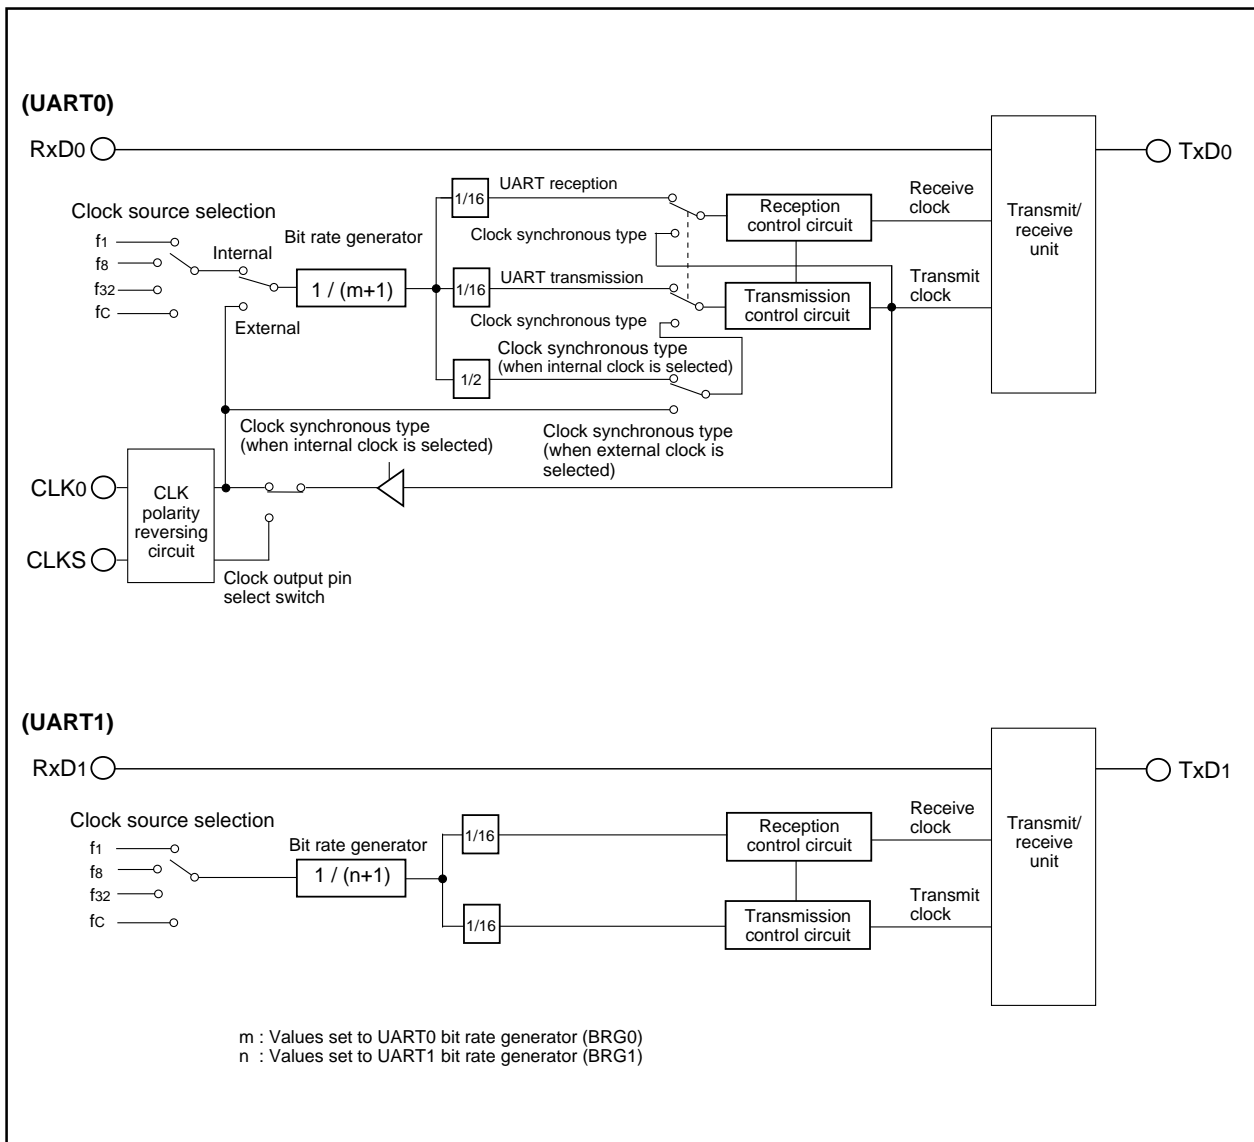 (UART0)
RxD0
TxD0
Clock source selection
f1
f8
f32
fC
Internal
External
Bit rate generator
1 / (m+1)
1/16
UART reception
Clock synchronous type
1/16
UART transmission
Clock synchronous type
Clock synchronous type
(when internal clock is selected)
1/2
Reception
control circuit
Transmission
control circuit
Receive
clock
Transmit
clock
Transmit/
receive
unit
Clock synchronous type
(when internal clock is selected)
Clock synchronous type
(when external clock is
selected)
CLK0
CLKS
CLK
polarity
reversing
circuit
Clock output pin
select switch
(UART1)
RxD1
TxD1
Clock source selection
f1
f8
f32
fC
Bit rate generator
1 / (n+1)
1/16
1/16
Reception
control circuit
Transmission
control circuit
Receive
clock
Transmit
clock
Transmit/
receive
unit
m : Values set to UART0 bit rate generator (BRG0)
n : Values set to UART1 bit rate generator (BRG1)